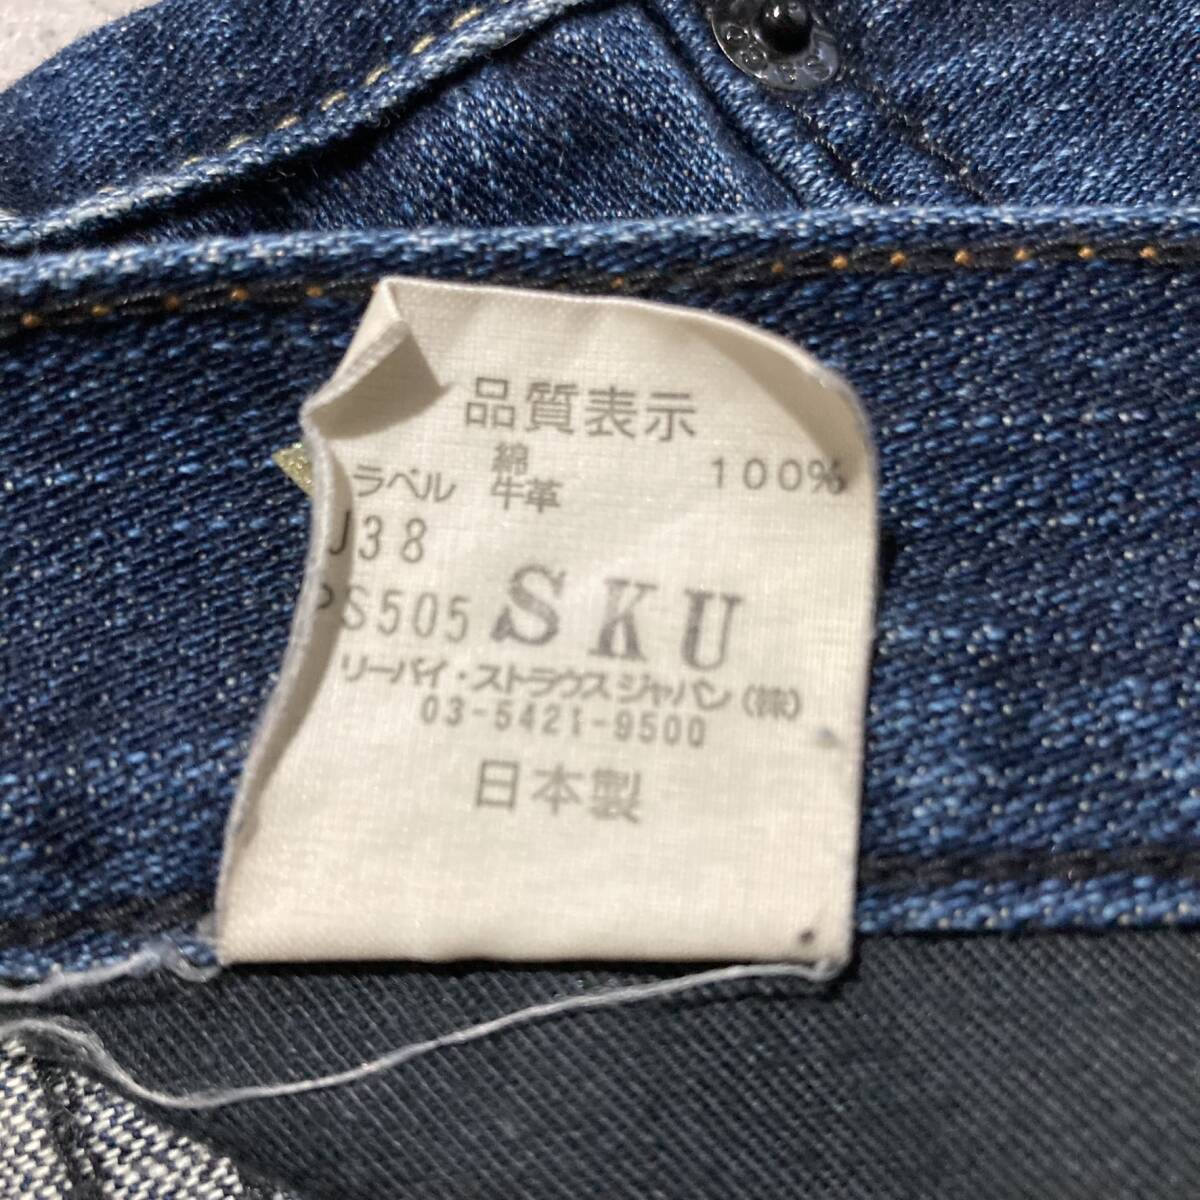 品質表示
綿 100%
ラベル 牛革
J38
PS505 SKU
リーバイ・ストラウスジャパン(株)
03-5421-9500
日本製